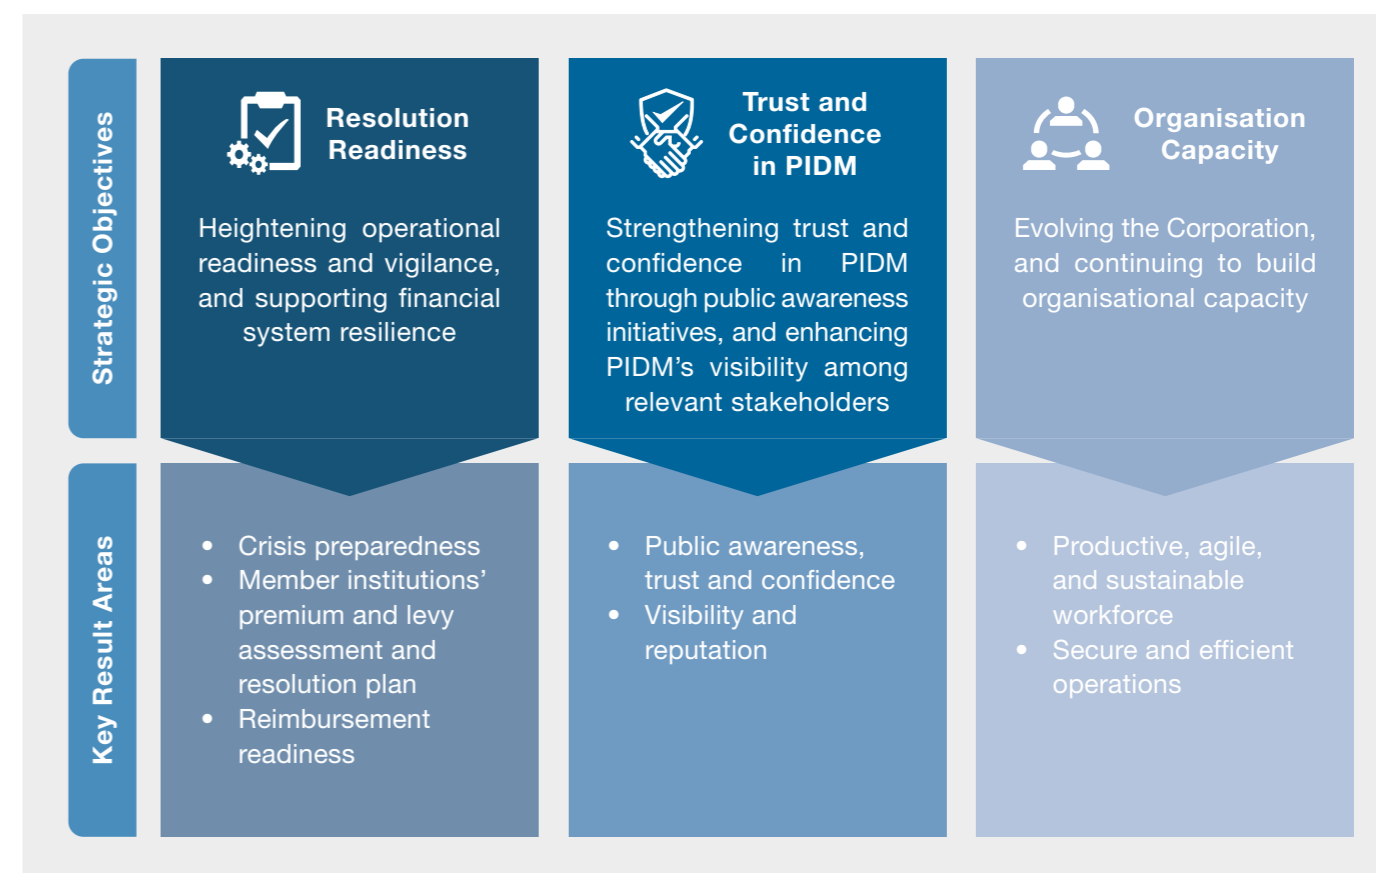 Strategic Objectives
Resolution
Readiness
Heightening operational
readiness and vigilance,
and supporting financial
system resilience
Trust and
Confidence
in PIDM
Strengthening trust and
confidence in PIDM
through public awareness
initiatives, and enhancing
PIDM’s visibility among
relevant stakeholders
Organisation
Capacity
Evolving the Corporation,
and continuing to build
organisational capacity
Key Result Areas
• Crisis preparedness
• Member institutions’
premium and levy
assessment and
resolution plan
• Reimbursement
readiness
• Public awareness,
trust and confidence
• Visibility and
reputation
• Productive, agile,
and sustainable
workforce
• Secure and efficient
operations